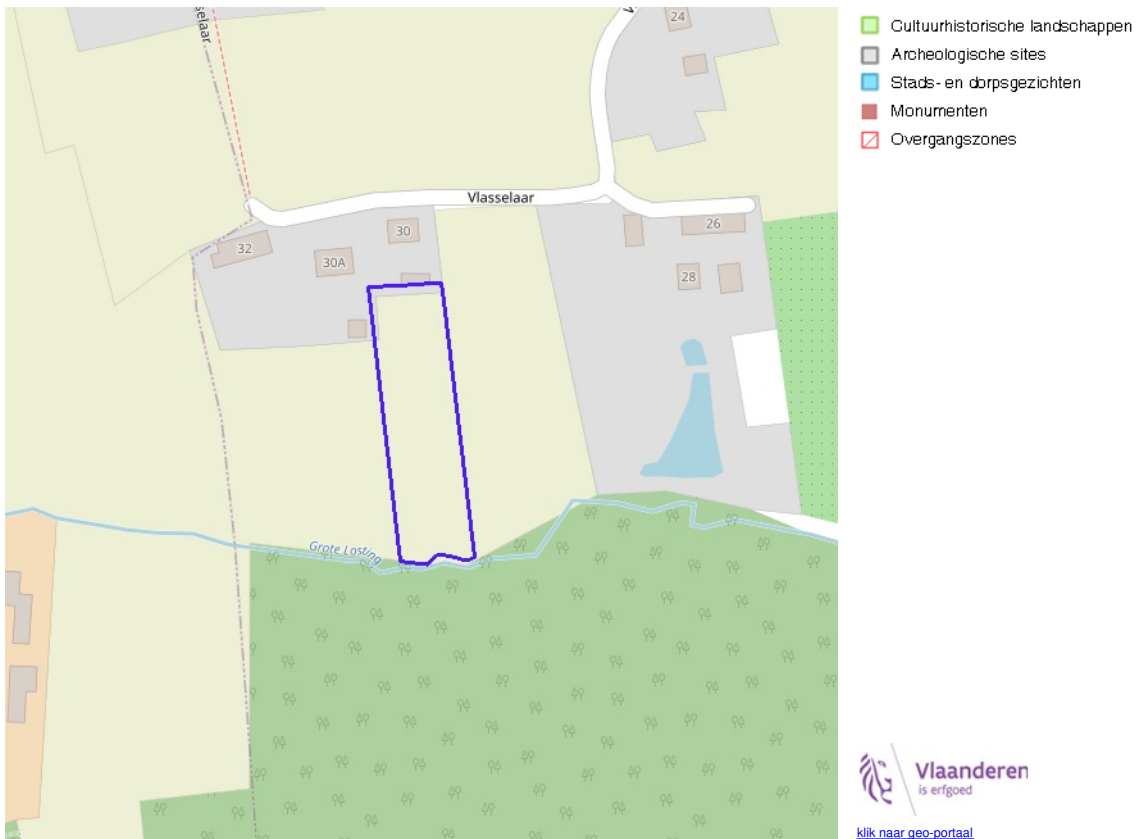 selaar
24
Vlasselaar
30
32
30A
26
28
Grote Losting
Cultuurhistorische landschappen
Archeologische sites
Stads- en dorpsgezichten
Monumenten
Overgangszones
Vlaanderen
is erfgoed
klik naar geo-portaal